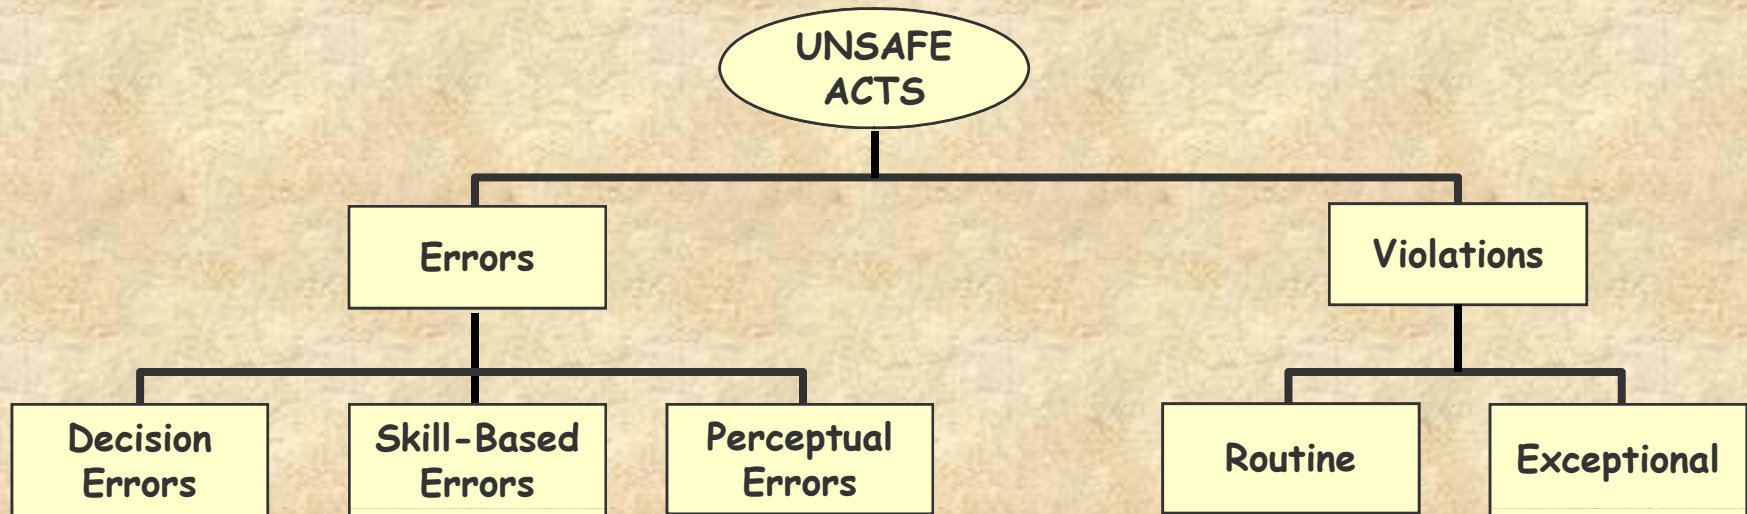 UNSAFE
ACTS
Errors
Violations
Decision
Errors
Skill-Based
Errors
Perceptual
Errors
Routine
Exceptional